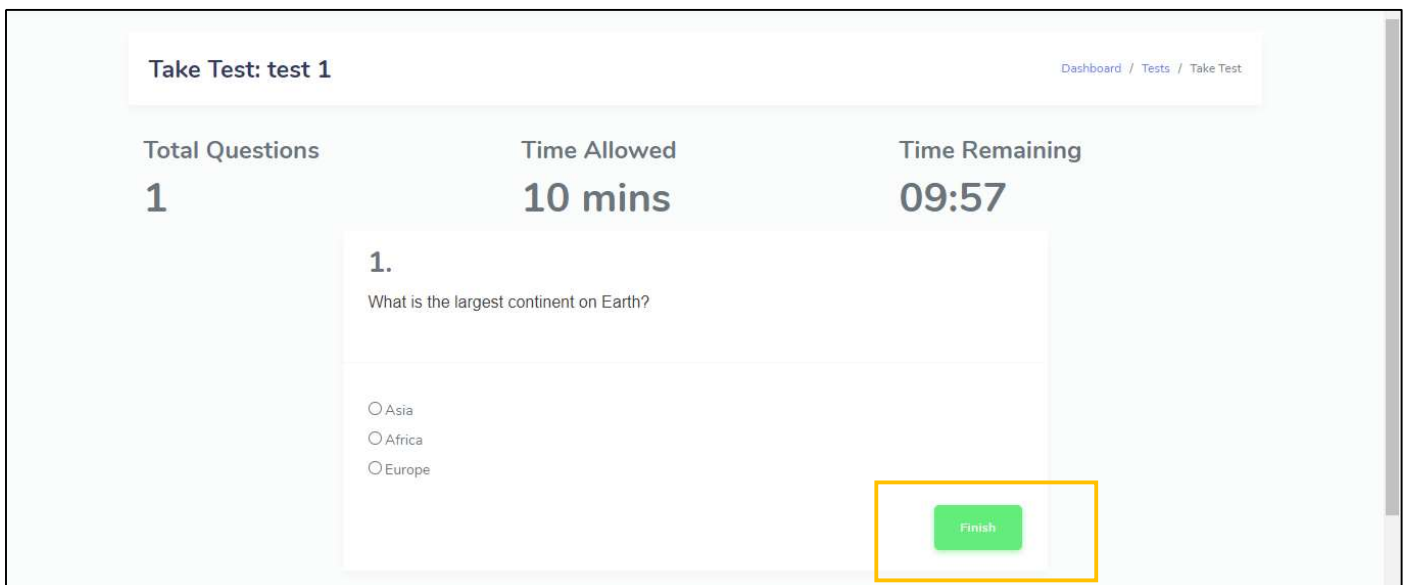 Take Test: test 1
Dashboard / Tests / Take Test
Total Questions
1
Time Allowed
10 mins
Time Remaining
09:57
1.
What is the largest continent on Earth?
Asia
Africa
Europe
Finish